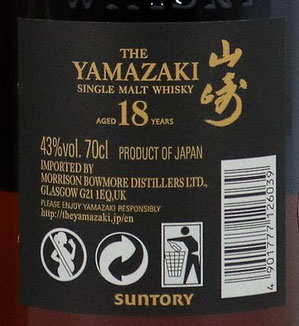 WHISKY
THE
YAMAZAKI
山崎
SINGLE MALT WHISKY
AGED 18 YEARS
43%vol. 70cl PRODUCT OF JAPAN
IMPORTED BY
MORRISON BOWMORE DISTILLERS LTD.,
GLASGOW G21 1EQ,UK
PLEASE ENJOY YAMAZAKI RESPONSIBLY
http://theyamazaki.jp/en
4 901777 126039
SUNTORY